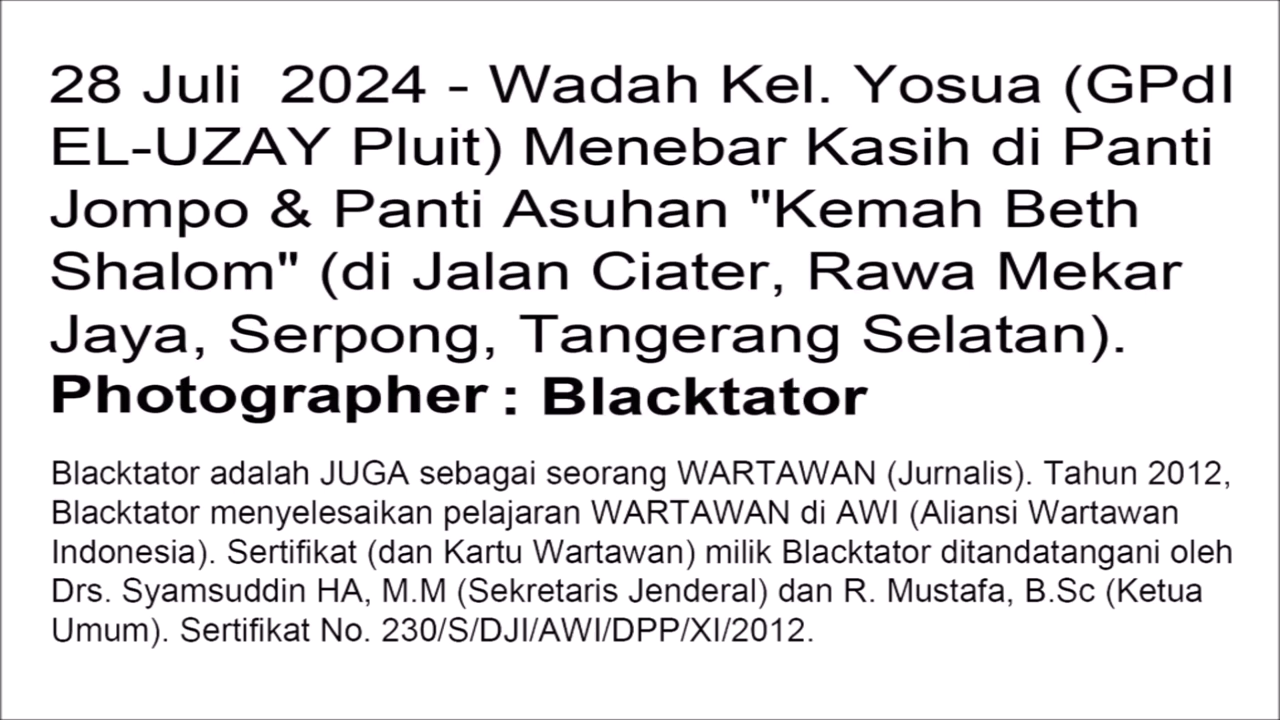 28 Juli  2024 - Wadah Kel. Yosua (GPdI
EL-UZAY Pluit) Menebar Kasih di Panti
Jompo & Panti Asuhan "Kemah Beth
Shalom" (di Jalan Ciater, Rawa Mekar
Jaya, Serpong, Tangerang Selatan).
Photographer : Blacktator
Blacktator adalah JUGA sebagai seorang WARTAWAN (Jurnalis). Tahun 2012,
Blacktator menyelesaikan pelajaran WARTAWAN di AWI (Aliansi Wartawan
Indonesia). Sertifikat (dan Kartu Wartawan) milik Blacktator ditandatangani oleh
Drs. Syamsuddin HA, M.M (Sekretaris Jenderal) dan R. Mustafa, B.Sc (Ketua
Umum). Sertifikat No. 230/S/DJI/AWI/DPP/XI/2012.